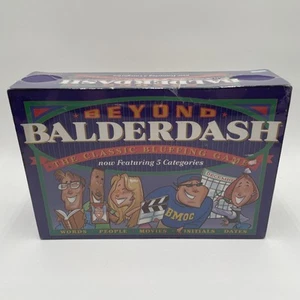 BEYOND
BALDERDASH
THE CLASSIC BLUFFING GAME
now Featuring 5 Categories
BMOC
WORDS PEOPLE MOVIES INITIALS DATES